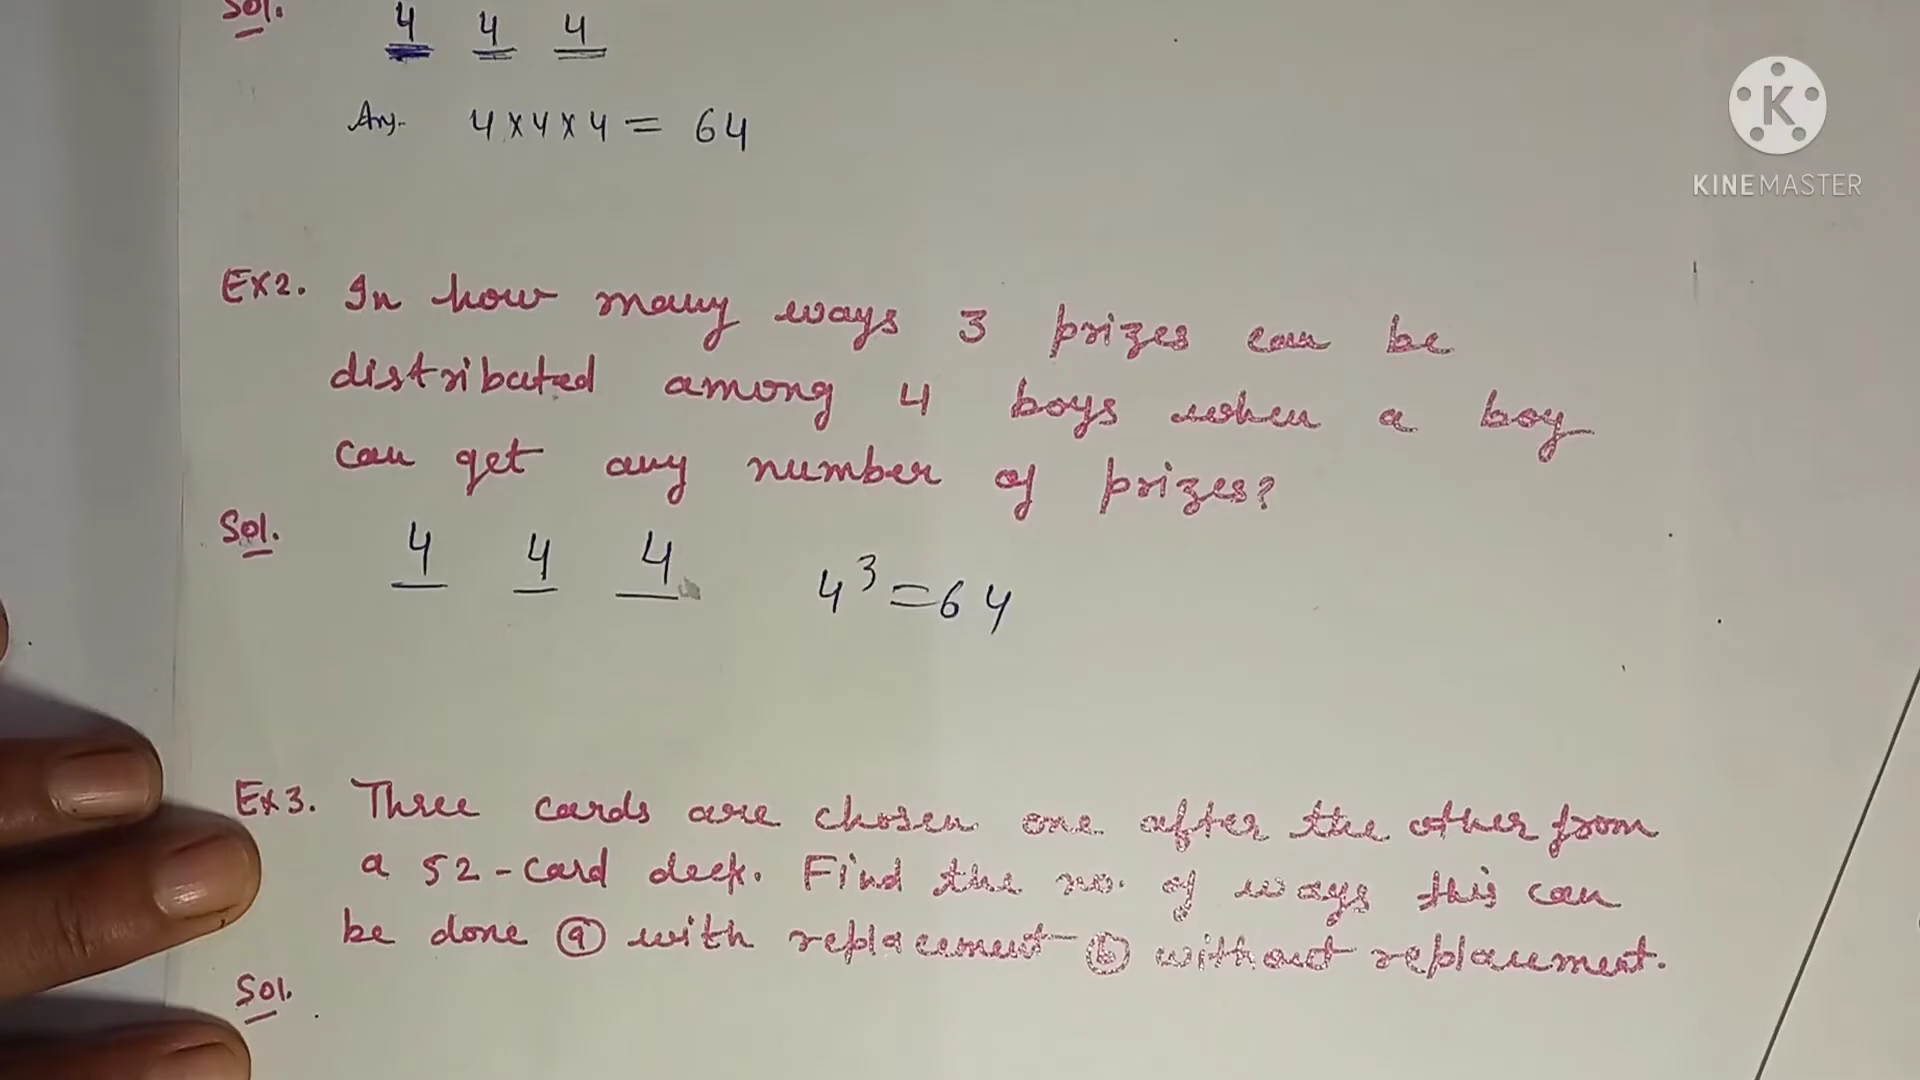 Sol.
4 4 4
Ans. 4x4x4 = 64
KINEMASTER
Ex2. In how many ways 3 prizes can be
distributed among 4 boys when a boy
can get any number of prizes?
Sol.
4 4 4 4³=64
Ex3. Three cards are chosen one after the other from
a 52-card deck. Find the no. of ways this can
be done (a) with replacement (b) without replacement.
Sol.